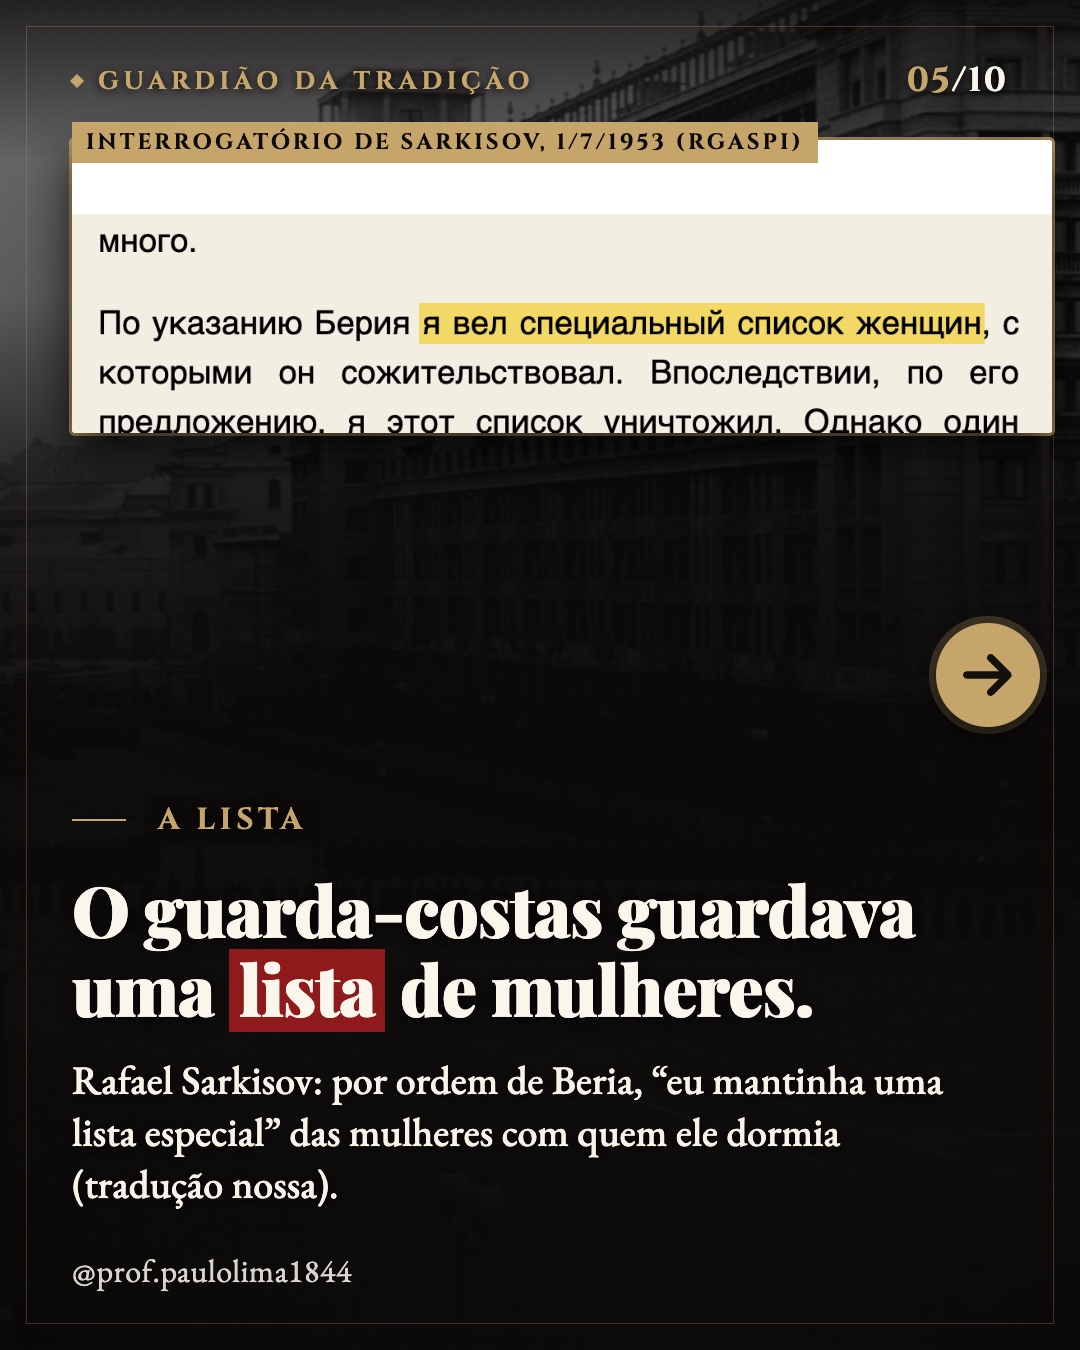 GUARDIÃO DA TRADIÇÃO
05/10
INTERROGATÓRIO DE SARKISOV, 1/7/1953 (RGASPI)
много.
По указанию Берия я вел специальный список женщин, с
которыми он сожительствовал. Впоследствии, по его
предложению, я этот список уничтожил. Однако один
A LISTA
O guarda-costas guardava
uma lista de mulheres.
Rafael Sarkisov: por ordem de Beria, “eu mantinha uma
lista especial” das mulheres com quem ele dormia
(tradução nossa).
@prof.paulolima1844